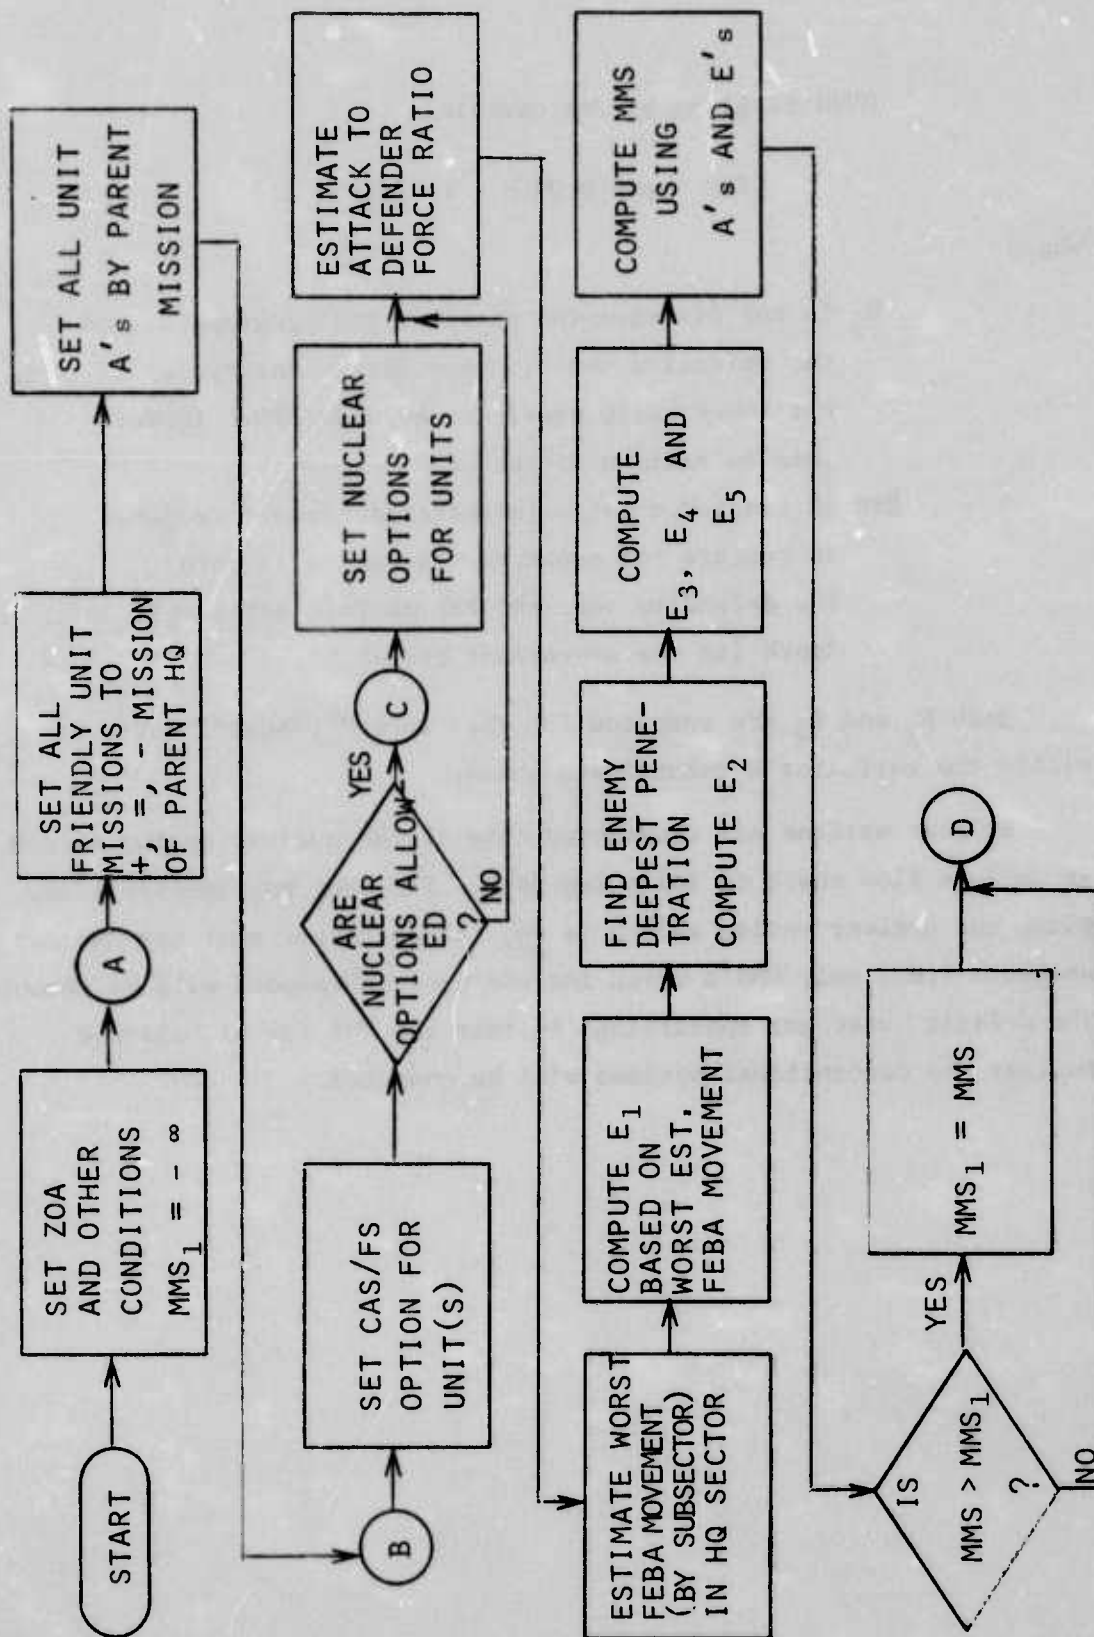 START
SET ZOA
AND OTHER
CONDITIONS
MMS₁ = - ∞
A
SET ALL
FRIENDLY UNIT
MISSIONS TO
+, =, - MISSION
OF PARENT HQ
SET ALL UNIT
A's BY PARENT
MISSION
B
SET CAS/FS
OPTION FOR
UNIT(S)
ARE
NUCLEAR
OPTIONS ALLOW
ED
?
YES
NO
C
SET NUCLEAR
OPTIONS
FOR UNITS
ESTIMATE
ATTACK TO
DEFENDER
FORCE RATIO
ESTIMATE WORST
FEBA MOVEMENT
(BY SUBSECTOR)
IN HQ SECTOR
COMPUTE E₁
BASED ON
WORST EST.
FEBA MOVEMENT
FIND ENEMY
DEEPEST PENE-
TRATION
COMPUTE E₂
COMPUTE
E₃, E₄ AND
E₅
COMPUTE MMS
USING
A's AND E's
IS
MMS > MMS₁
?
YES
NO
MMS₁ = MMS
D